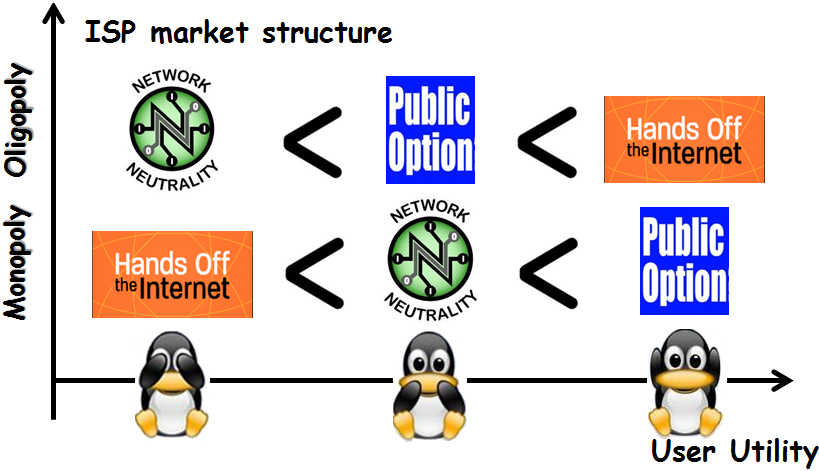 ISP market structure
Oligopoly
NETWORK
NEUTRALITY
<
Public
Option
<
Hands Off
the Internet
Monopoly
Hands Off
the Internet
<
NETWORK
NEUTRALITY
<
Public
Option
User Utility